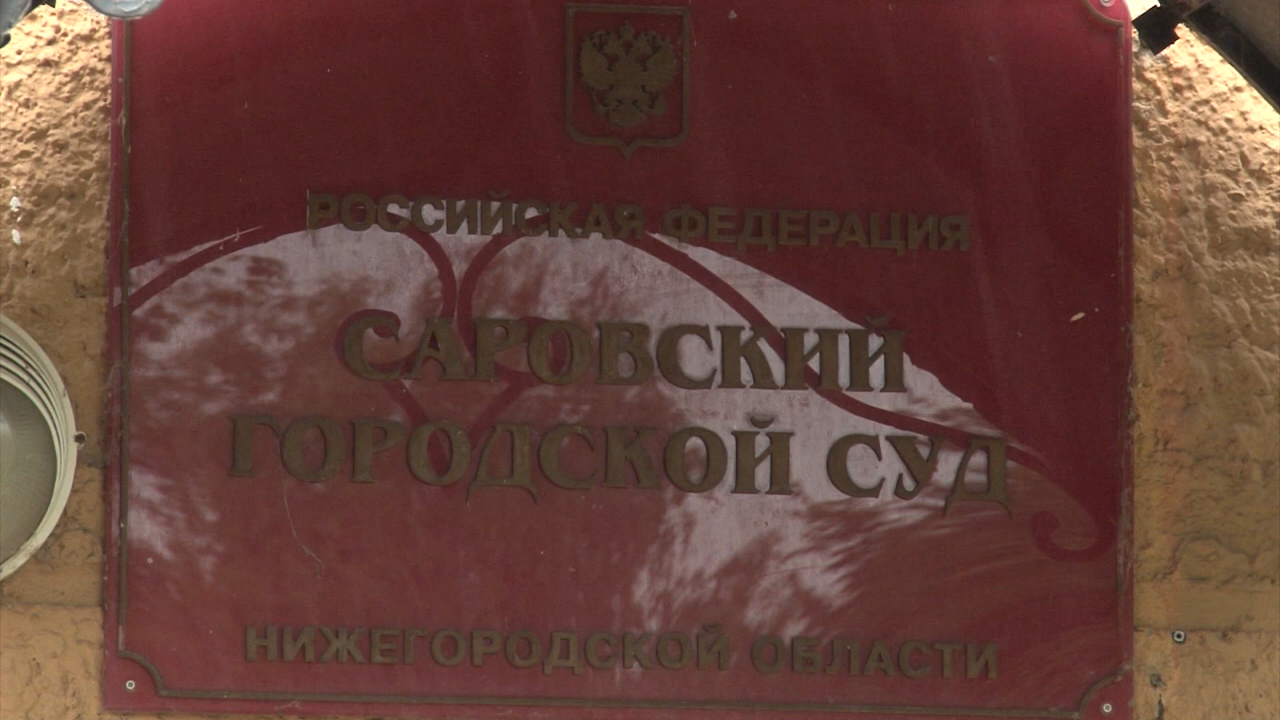 РОССИЙСКАЯ ФЕДЕРАЦИЯ
САРОВСКИЙ
ГОРОДСКОЙ СУД
НИЖЕГОРОДСКОЙ ОБЛАСТИ